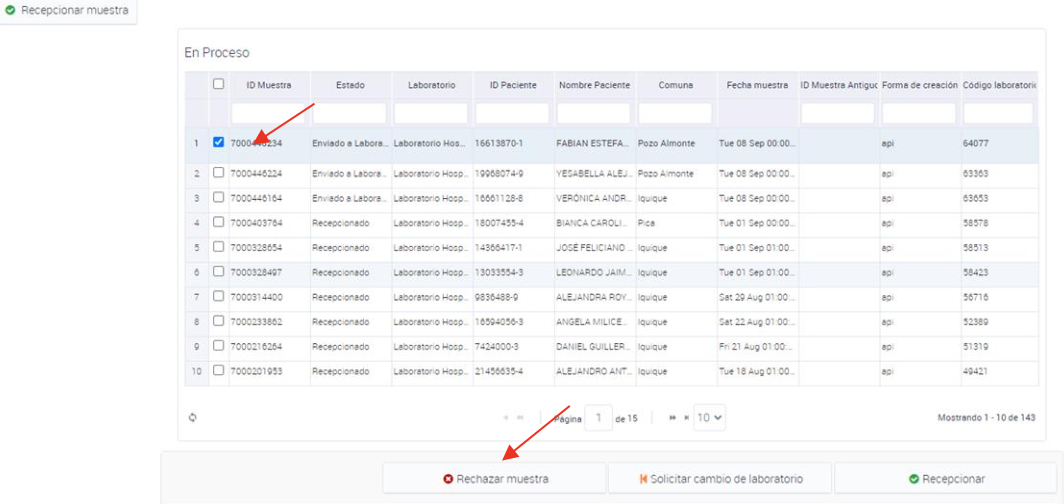 Recepcionar muestra
En Proceso
ID Muestra Estado Laboratorio ID Paciente Nombre Paciente Comuna Fecha muestra ID Muestra Antiguo Forma de creación Código laboratorio
1 7000446234 Enviado a Labora... Laboratorio Hos... 16613870-1 FABIAN ESTEFA... Pozo Almonte Tue 08 Sep 00:00... api 64077
2 7000446224 Enviado a Labora... Laboratorio Hosp... 19968074-9 YESABELLA ALEJ... Pozo Almonte Tue 08 Sep 00:00... api 63363
3 7000446164 Enviado a Labora... Laboratorio Hosp... 16661128-8 VERÓNICA ANDR... Iquique Tue 08 Sep 00:00... api 63653
4 7000403764 Recepcionado Laboratorio Hosp... 18007455-4 BIANCA CAROLI... Pica Tue 01 Sep 00:00... api 58578
5 7000328654 Recepcionado Laboratorio Hosp... 14366417-1 JOSÉ FELICIANO ... Iquique Tue 01 Sep 01:00... api 58513
6 7000328497 Recepcionado Laboratorio Hosp... 13033554-3 LEONARDO JAIM... Iquique Tue 01 Sep 01:00... api 58423
7 7000314400 Recepcionado Laboratorio Hosp... 9836488-9 ALEJANDRA ROY... Iquique Sat 29 Aug 01:00:... api 56716
8 7000233862 Recepcionado Laboratorio Hosp... 16594056-3 ANGELA MILICE... Iquique Sat 22 Aug 01:00:... api 52389
9 7000216264 Recepcionado Laboratorio Hosp... 7424000-3 DANIEL GUILLER... Iquique Fri 21 Aug 01:00:... api 51319
10 7000201953 Recepcionado Laboratorio Hosp... 21456635-4 ALEJANDRO ANT... Iquique Tue 18 Aug 01:00... api 49421
Página 1 de 15 10 Mostrando 1 - 10 de 143
Rechazar muestra Solicitar cambio de laboratorio Recepcionar